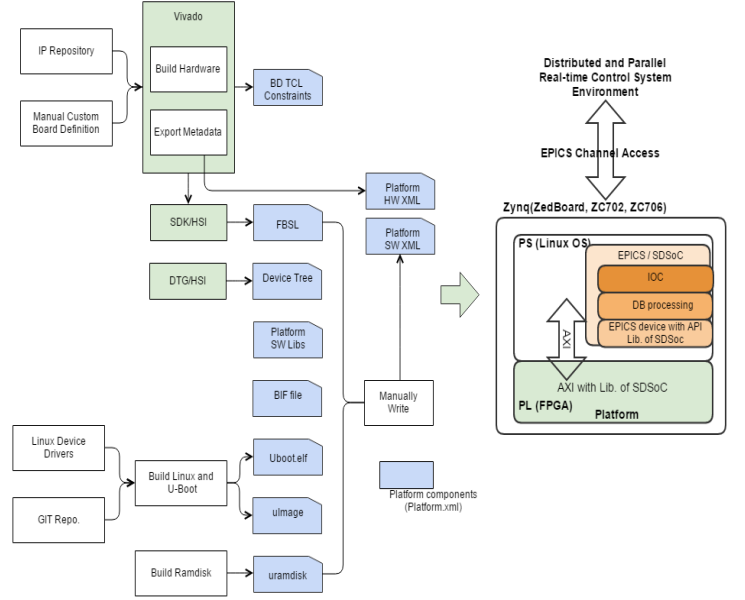 Vivado
IP Repository
Manual Custom
Board Definition
Build Hardware
Export Metadata
BD TCL
Constraints
Platform
HW XML
Platform
SW XML
SDK/HSI
FBSL
DTG/HSI
Device Tree
Platform
SW Libs
BIF file
Manually
Write
Linux Device
Drivers
GIT Repo.
Build Linux and
U-Boot
Uboot.elf
uImage
Build Ramdisk
uramdisk
Platform components
(Platform.xml)
Distributed and Parallel
Real-time Control System
Environment
EPICS Channel Access
Zynq(ZedBoard, ZC702, ZC706)
PS (Linux OS)
EPICS / SDSoC
IOC
DB processing
EPICS device with API
Lib. of SDSoc
AXI
AXI with Lib. of SDSoC
PL (FPGA)
Platform